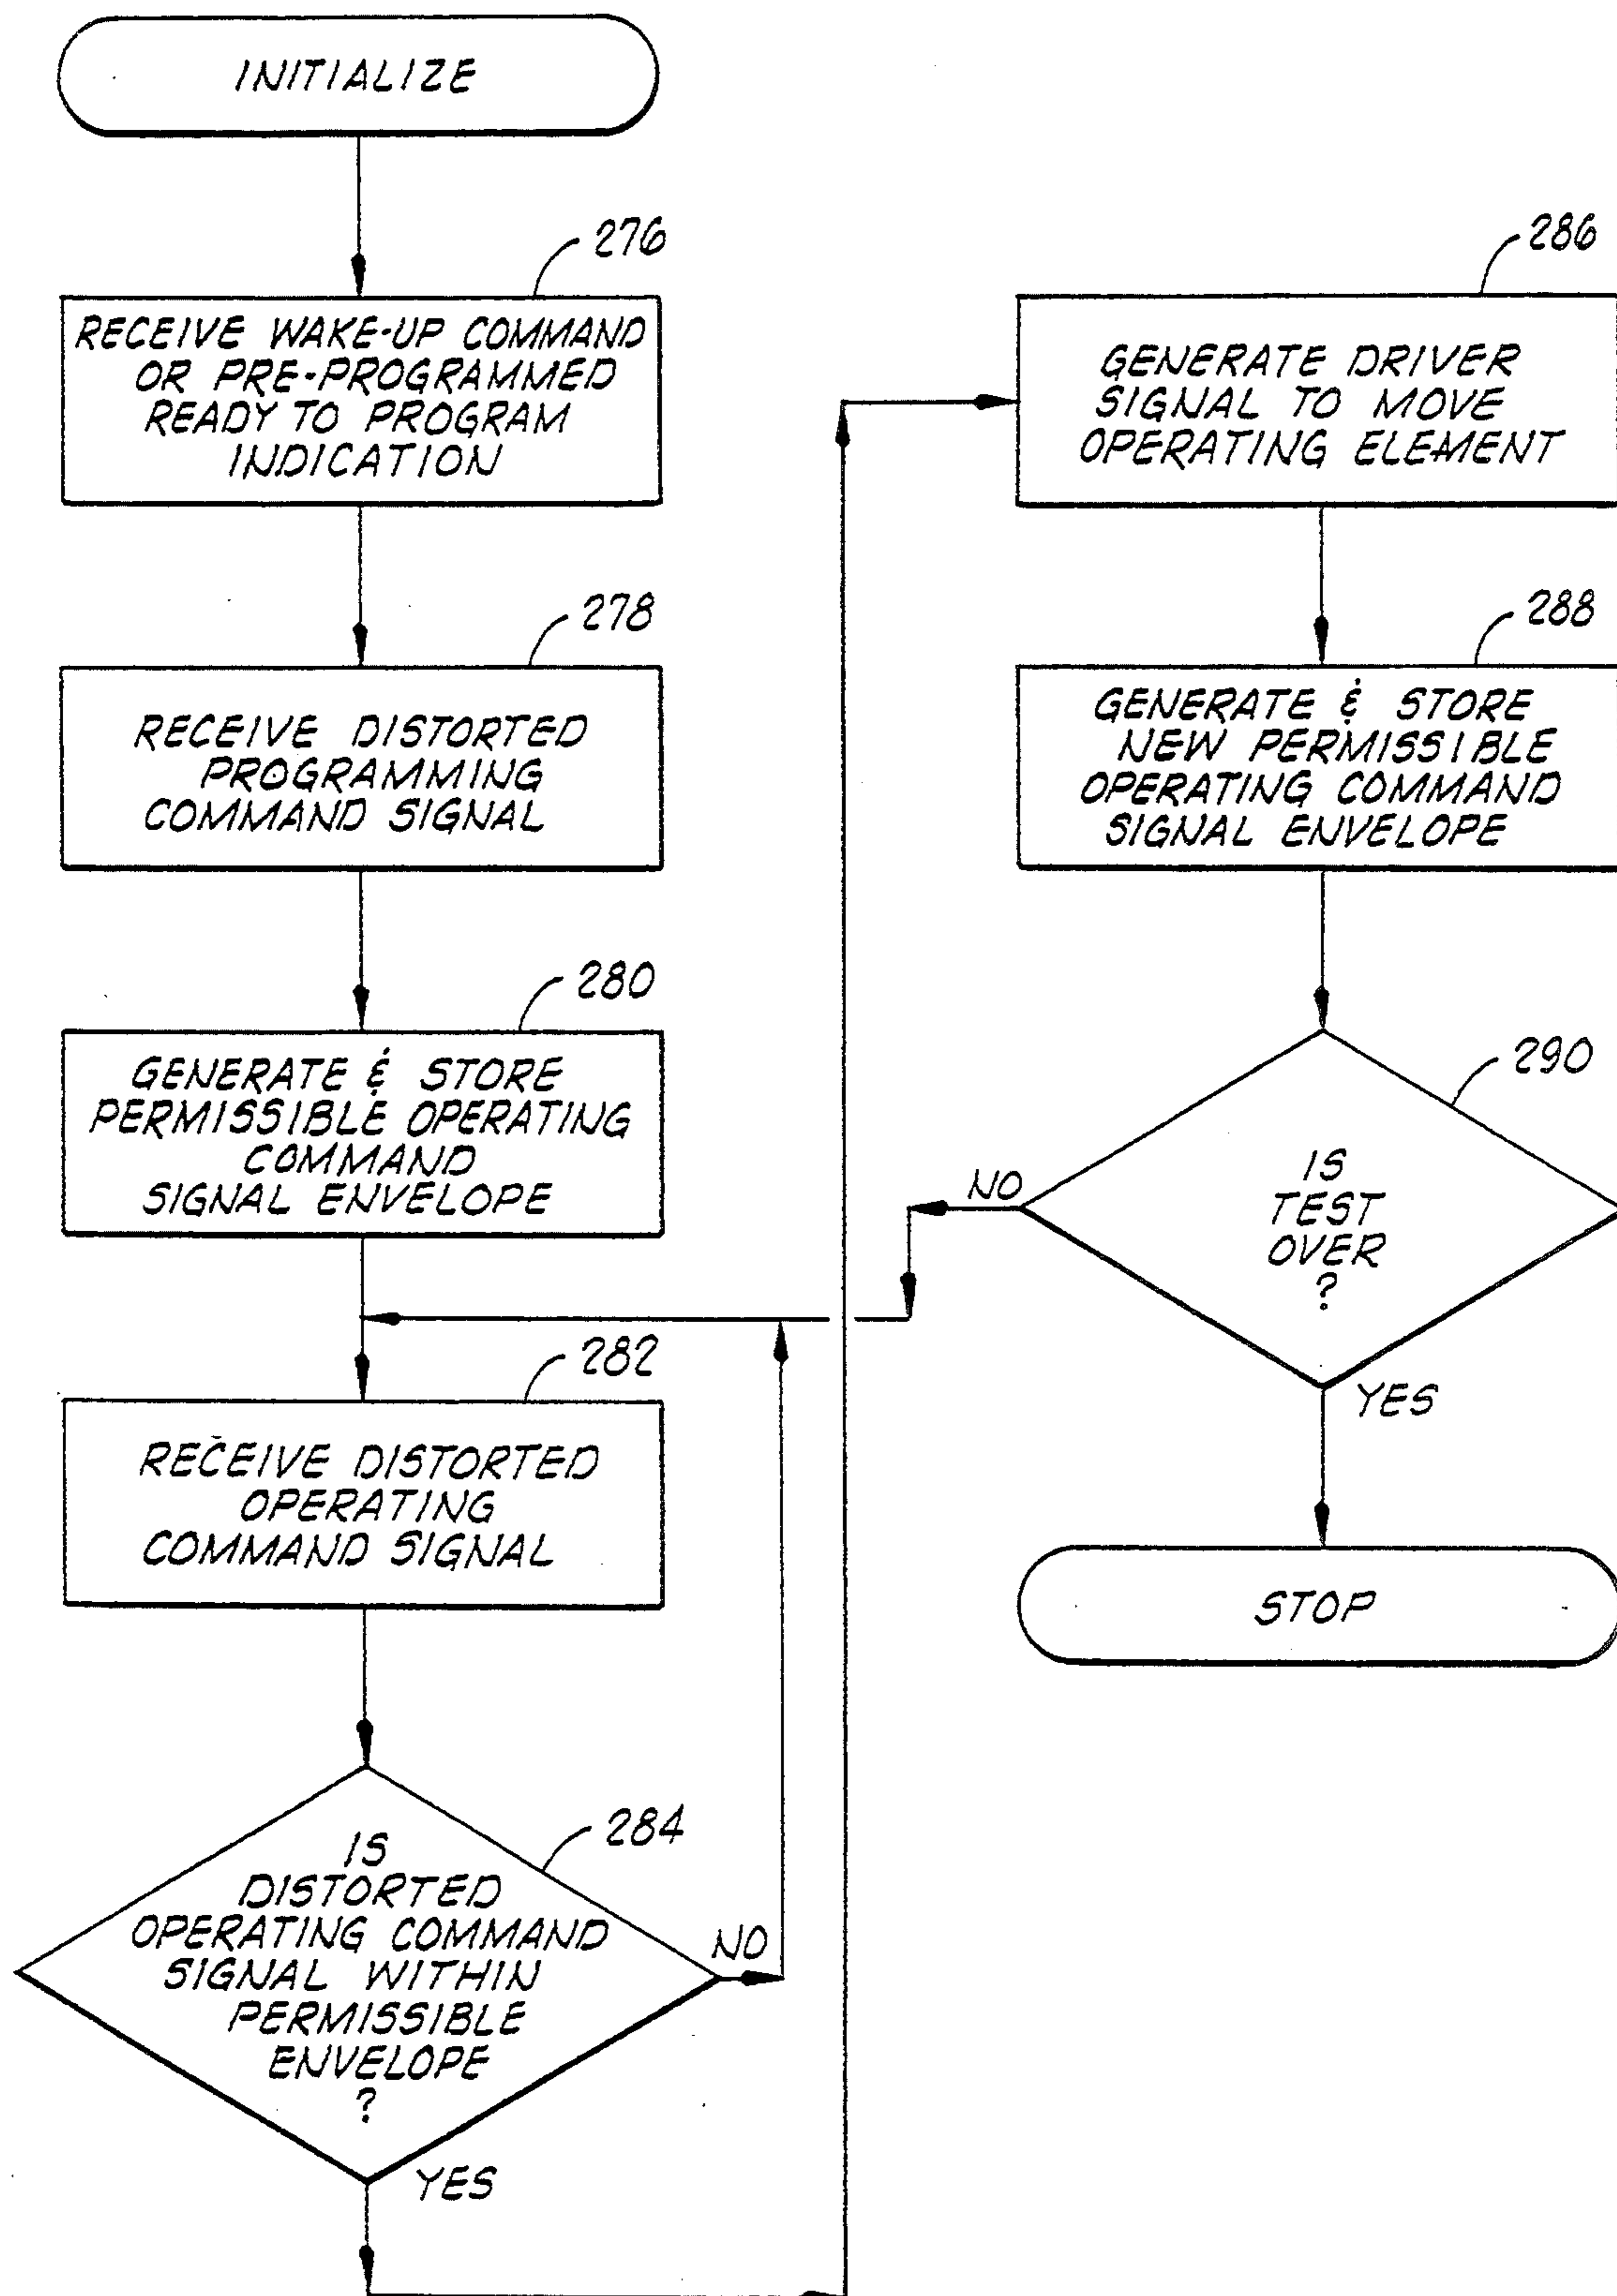 INITIALIZE
276
RECEIVE WAKE-UP COMMAND
OR PRE-PROGRAMMED
READY TO PROGRAM
INDICATION
278
RECEIVE DISTORTED
PROGRAMMING
COMMAND SIGNAL
280
GENERATE & STORE
PERMISSIBLE OPERATING
COMMAND
SIGNAL ENVELOPE
282
RECEIVE DISTORTED
OPERATING
COMMAND SIGNAL
284
IS
DISTORTED
OPERATING COMMAND
SIGNAL WITHIN
PERMISSIBLE
ENVELOPE
?
NO
YES
286
GENERATE DRIVER
SIGNAL TO MOVE
OPERATING ELEMENT
288
GENERATE & STORE
NEW PERMISSIBLE
OPERATING COMMAND
SIGNAL ENVELOPE
290
IS
TEST
OVER
?
NO
YES
STOP